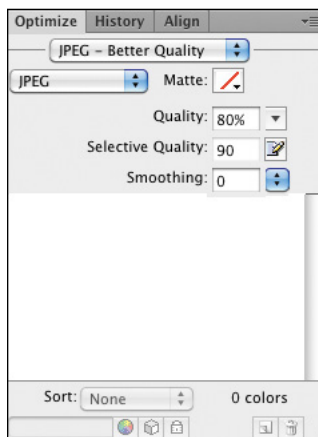 Optimize History Align
JPEG – Better Quality
JPEG Matte:
Quality: 80%
Selective Quality: 90
Smoothing: 0
Sort: None 0 colors